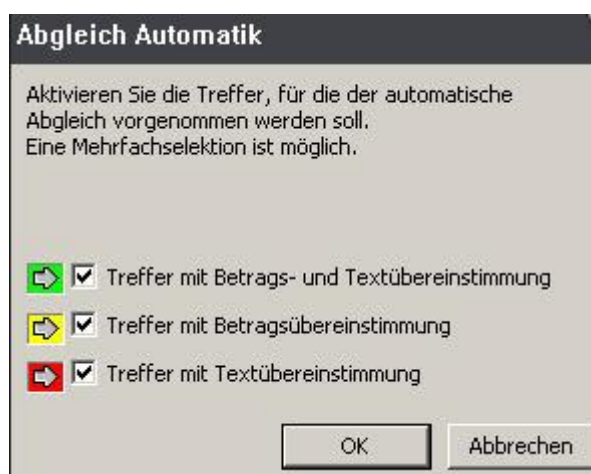 Abgleich Automatik
Aktivieren Sie die Treffer, für die der automatische
Abgleich vorgenommen werden soll.
Eine Mehrfachselektion ist möglich.
Treffer mit Betrags- und Textübereinstimmung
Treffer mit Betragsübereinstimmung
Treffer mit Textübereinstimmung
OK Abbrechen